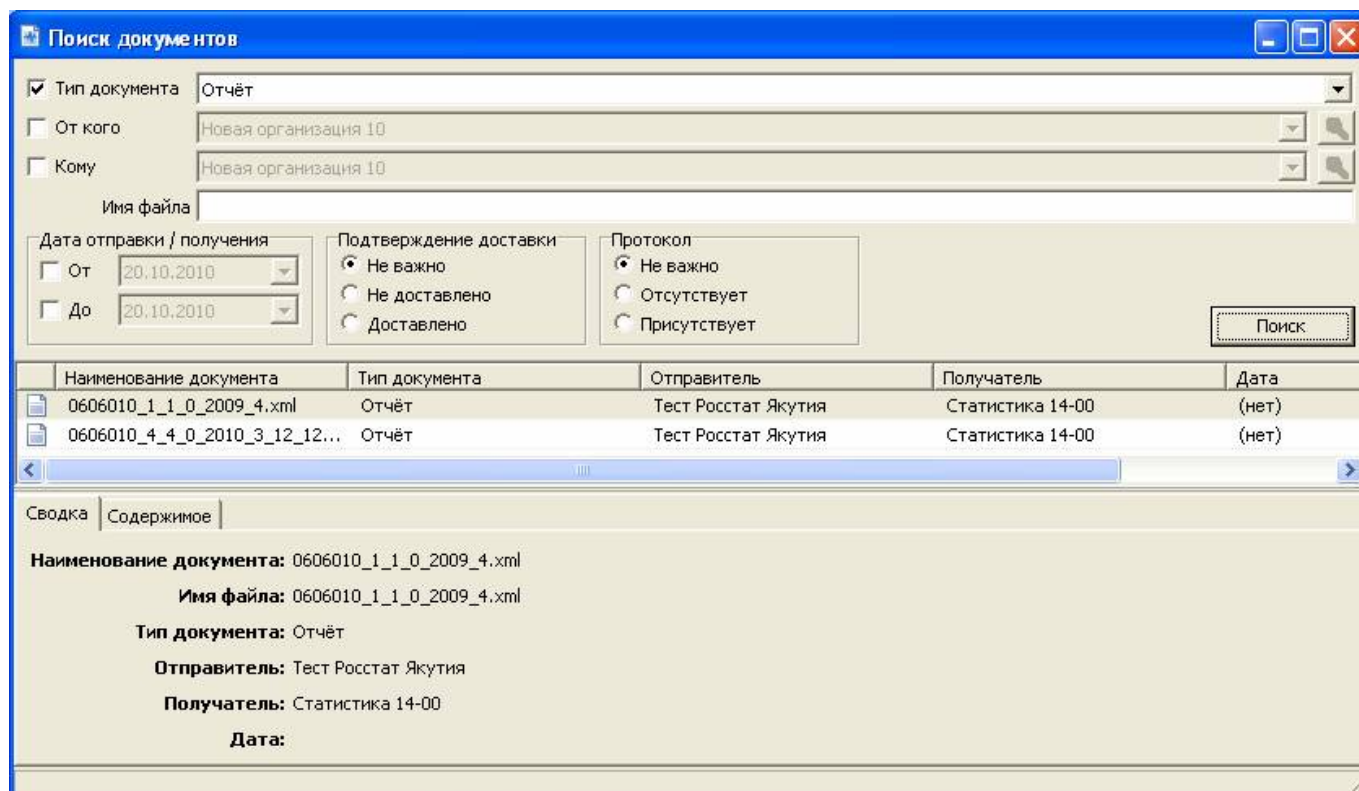 Поиск документов
Тип документа Отчёт
От кого Новая организация 10
Кому Новая организация 10
Имя файла
Дата отправки / получения Подтверждение доставки Протокол
От 20.10.2010 Не важно Не важно
Не доставлено Отсутствует
До 20.10.2010 Доставлено Присутствует Поиск
Наименование документа Тип документа Отправитель Получатель Дата
0606010_1_1_0_2009_4.xml Отчёт Тест Росстат Якутия Статистика 14-00 (нет)
0606010_4_4_0_2010_3_12_12... Отчёт Тест Росстат Якутия Статистика 14-00 (нет)
Сводка Содержимое
Наименование документа: 0606010_1_1_0_2009_4.xml
Имя файла: 0606010_1_1_0_2009_4.xml
Тип документа: Отчёт
Отправитель: Тест Росстат Якутия
Получатель: Статистика 14-00
Дата: